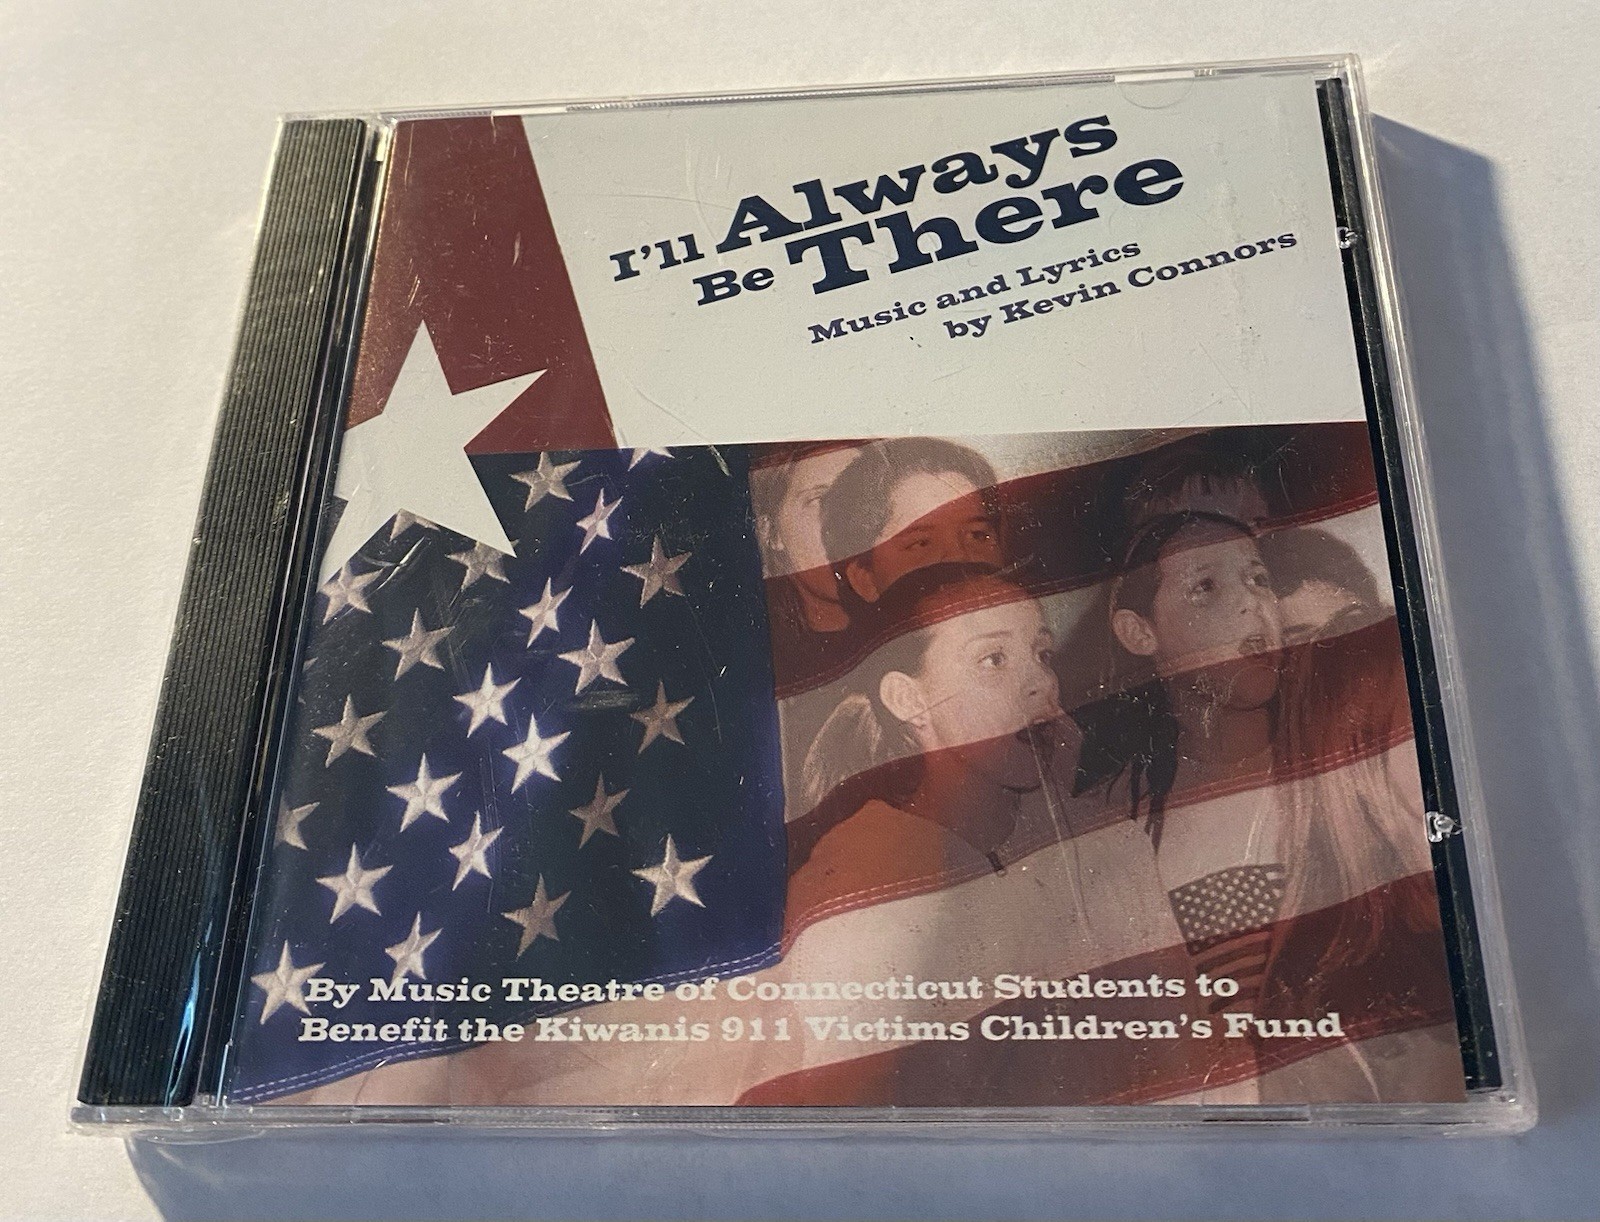 I'll Always
Be There
Music and Lyrics
by Kevin Connors
By Music Theatre of Connecticut Students to
Benefit the Kiwanis 911 Victims Children's Fund